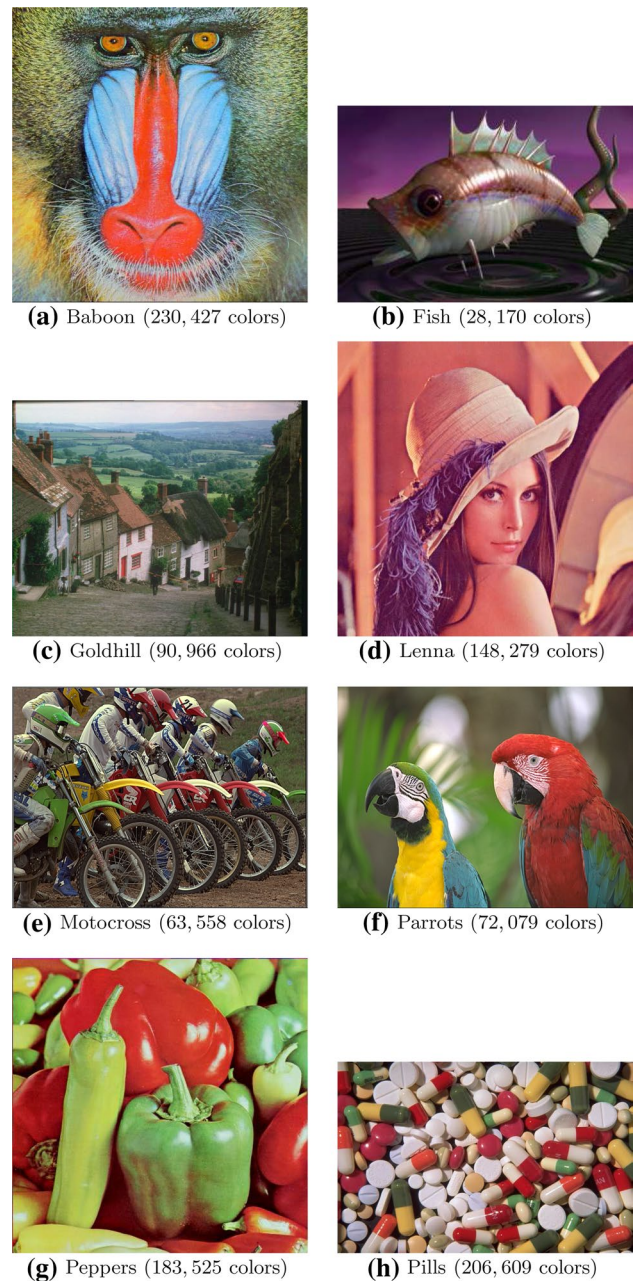 (a) Baboon (230, 427 colors)
(b) Fish (28, 170 colors)
(c) Goldhill (90, 966 colors)
(d) Lenna (148, 279 colors)
(e) Motocross (63, 558 colors)
(f) Parrots (72, 079 colors)
(g) Peppers (183, 525 colors)
(h) Pills (206, 609 colors)